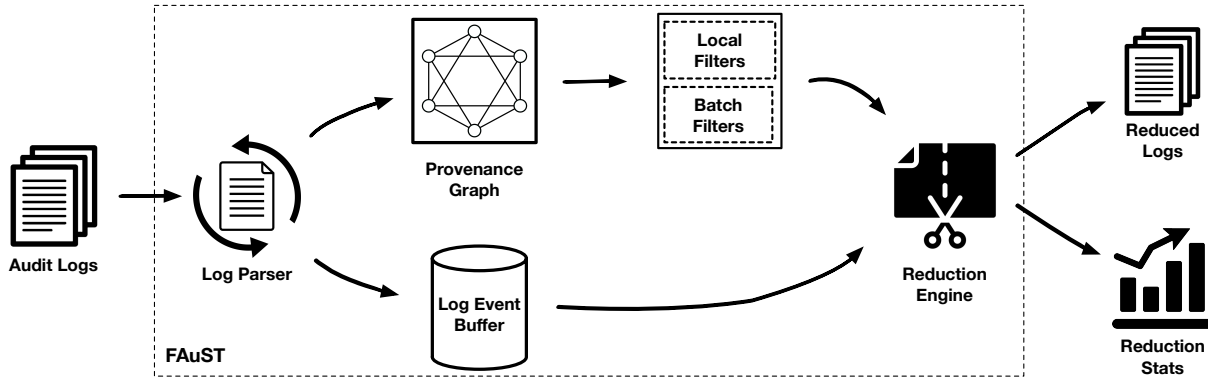 Audit Logs
Log Parser
Provenance
Graph
Local
Filters
Batch
Filters
Log Event
Buffer
Reduction
Engine
Reduced
Logs
Reduction
Stats
FAuST